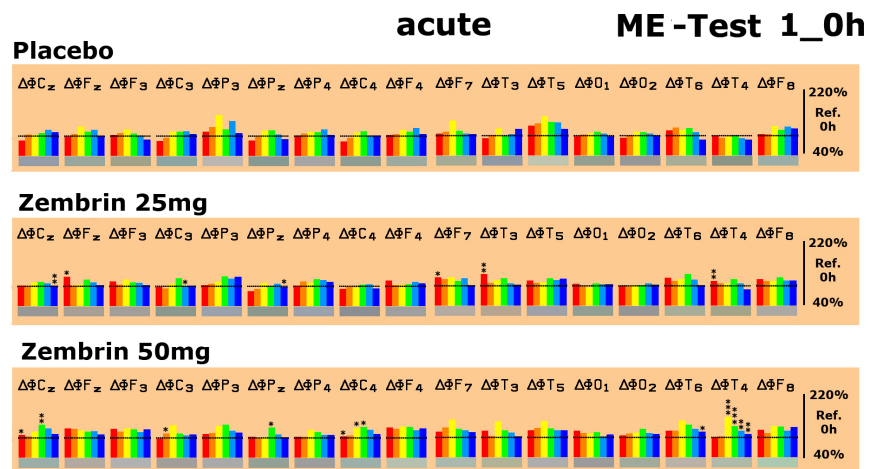 acute ME-Test 1_0h
Placebo
ΔΦCz ΔΦFz ΔΦF3 ΔΦC3 ΔΦP3 ΔΦPz ΔΦP4 ΔΦC4 ΔΦF4 ΔΦF7 ΔΦT3 ΔΦT5 ΔΦO1 ΔΦO2 ΔΦT6 ΔΦT4 ΔΦF8
220%
Ref.
0h
40%
Zembrin 25mg
ΔΦCz ΔΦFz ΔΦF3 ΔΦC3 ΔΦP3 ΔΦPz ΔΦP4 ΔΦC4 ΔΦF4 ΔΦF7 ΔΦT3 ΔΦT5 ΔΦO1 ΔΦO2 ΔΦT6 ΔΦT4 ΔΦF8
220%
Ref.
0h
40%
Zembrin 50mg
ΔΦCz ΔΦFz ΔΦF3 ΔΦC3 ΔΦP3 ΔΦPz ΔΦP4 ΔΦC4 ΔΦF4 ΔΦF7 ΔΦT3 ΔΦT5 ΔΦO1 ΔΦO2 ΔΦT6 ΔΦT4 ΔΦF8
220%
Ref.
0h
40%